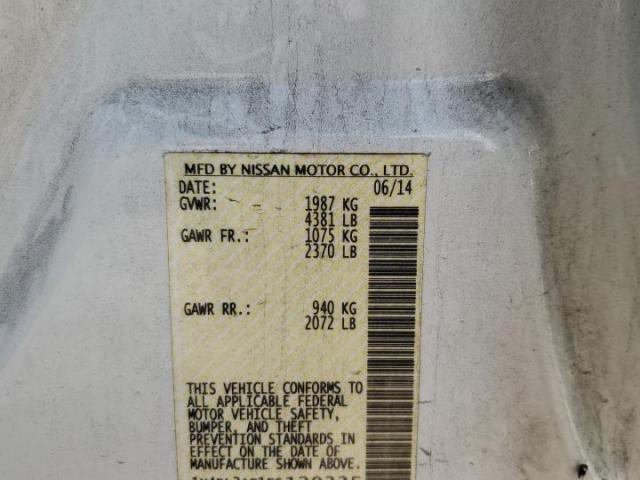 MFD BY NISSAN MOTOR CO., LTD.
DATE: 06/14
GVWR: 1987 KG
4381 LB
GAWR FR.: 1075 KG
2370 LB
GAWR RR.: 940 KG
2072 LB
THIS VEHICLE CONFORMS TO
ALL APPLICABLE FEDERAL
MOTOR VEHICLE SAFETY,
BUMPER, AND THEFT
PREVENTION STANDARDS IN
EFFECT ON THE DATE OF
MANUFACTURE SHOWN ABOVE.